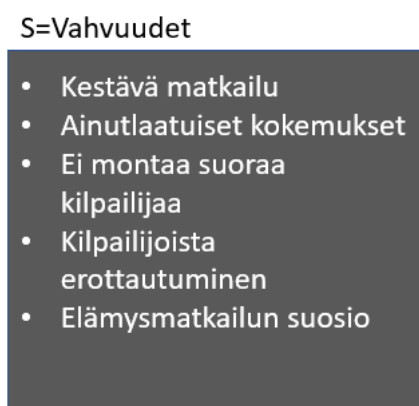 S=Vahvuudet
• Kestävä matkailu
• Ainutlaatuiset kokemukset
• Ei montaa suoraa
kilpailijaa
• Kilpailijoista
erottautuminen
• Elämysmatkailun suosio